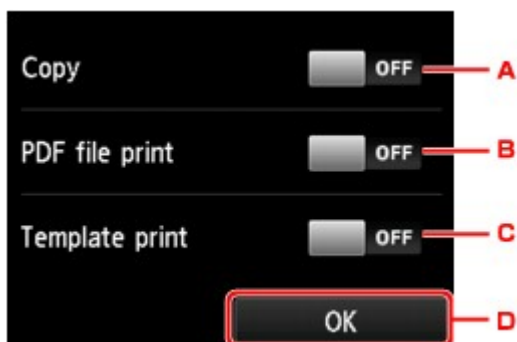 Copy OFF A
PDF file print OFF B
Template print OFF C
OK D